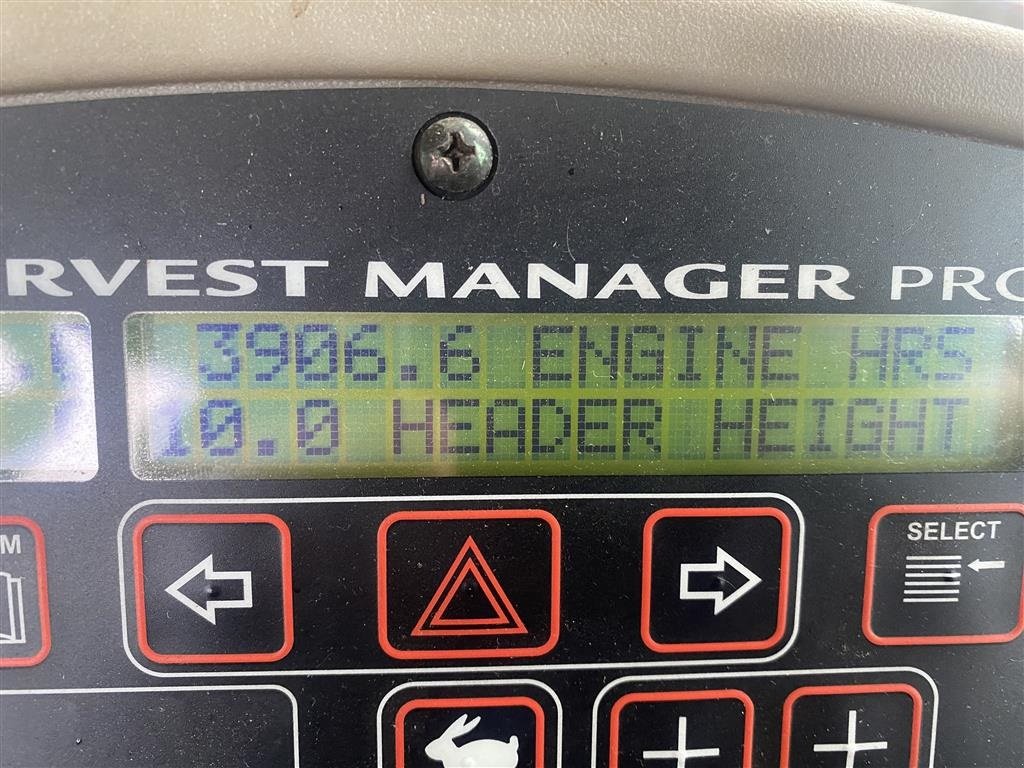 RVEST MANAGER PRO
3906.6 ENGINE HRS
10.0 HEADER HEIGHT
M
SELECT